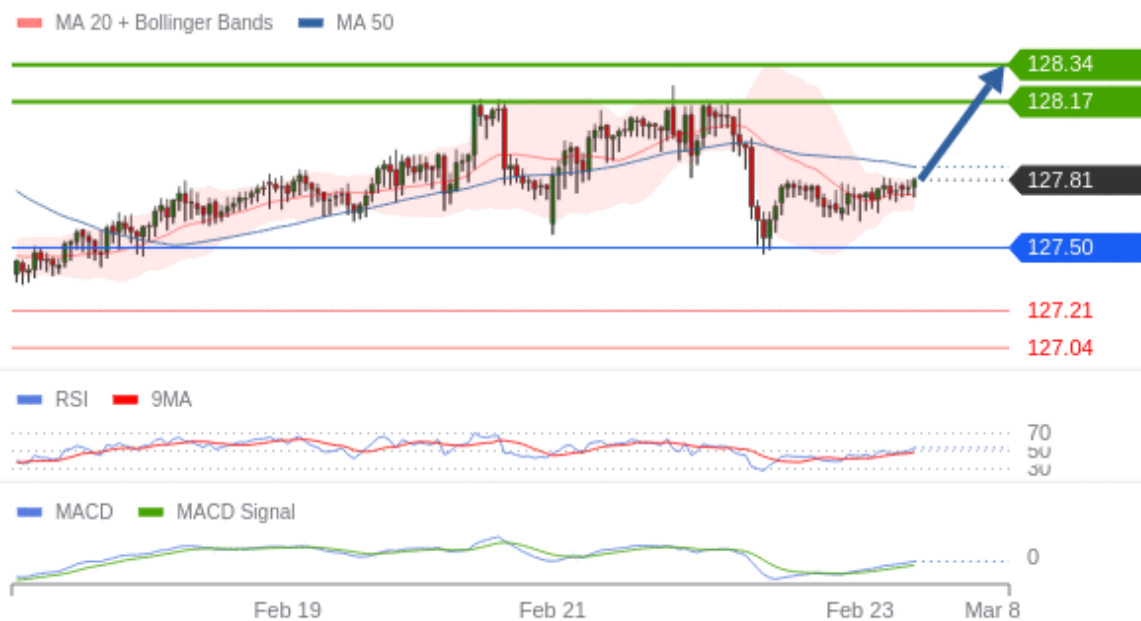 MA 20 + Bollinger Bands MA 50
128.34
128.17
127.81
127.50
127.21
127.04
RSI 9MA
70
50
30
MACD MACD Signal
0
Feb 19 Feb 21 Feb 23 Mar 8